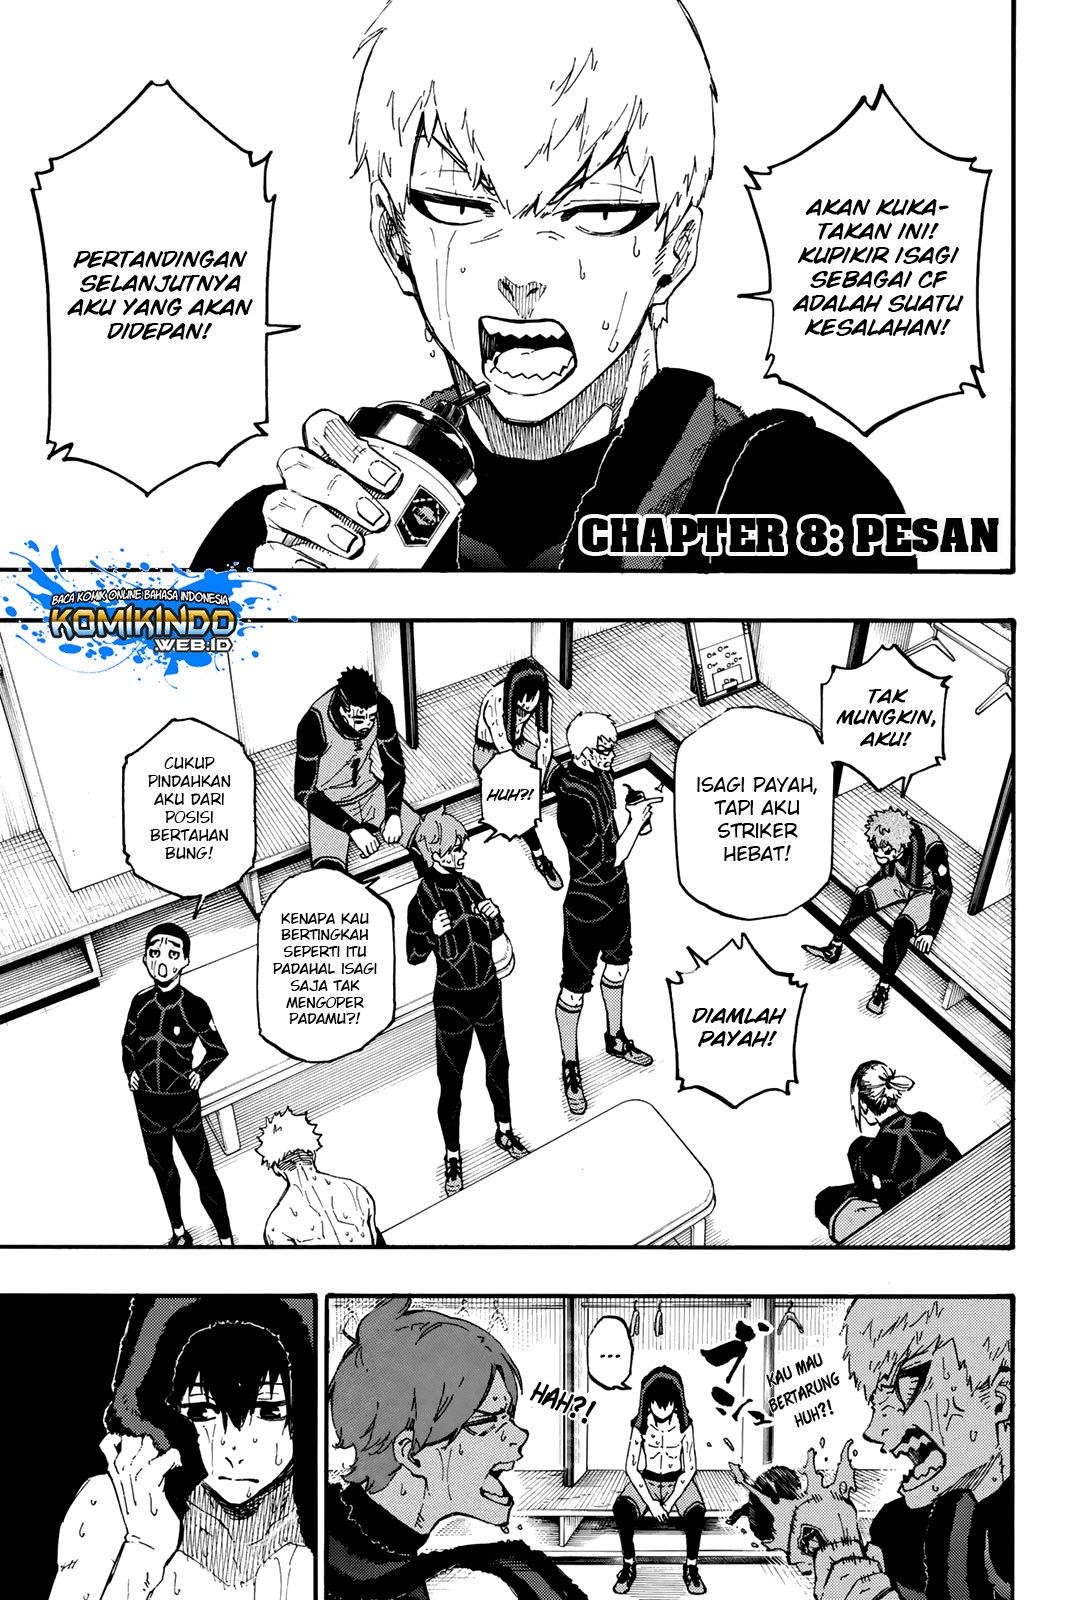 AKAN KUKA-
TAKAN INI!
KUPIKIR ISAGI
SEBAGAI CF
ADALAH SUATU
KESALAHAN!
PERTANDINGAN
SELANJUTNYA
AKU YANG AKAN
DIDEPAN!
CHAPTER 8: PESAN
BACA KOMIK ONLINE BAHASA INDONESIA
KOMIKINDO
.WEB.ID
TAK
MUNGKIN,
AKU!
ISAGI PAYAH,
TAPI AKU
STRIKER
HEBAT!
HUH?!
CUKUP
PINDAHKAN
AKU DARI
POSISI
BERTAHAN
BUNG!
KENAPA KAU
BERTINGKAH
SEPERTI ITU
PADAHAL ISAGI
SAJA TAK
MENGOPER
PADAMU?!
DIAMLAH
PAYAH!
1
KAU MAU
BERTARUNG
HUH?!
...
HAH?!